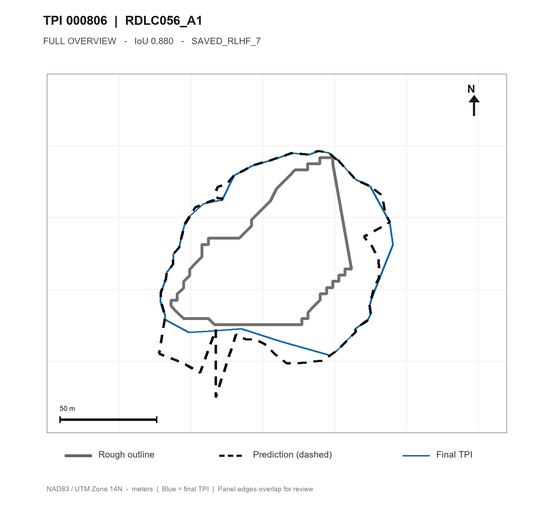 TPI 000806 | RDLC056_A1
FULL OVERVIEW - IoU 0.880 - SAVED_RLHF_7
N
50 m
Rough outline
Prediction (dashed)
Final TPI
NAD83 / UTM Zone 14N - meters | Blue = final TPI | Panel edges overlap for review